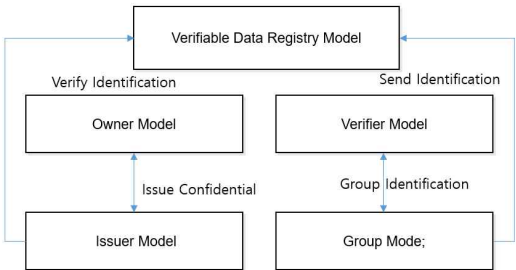 Verifiable Data Registry Model
Verify Identification
Send Identification
Owner Model
Verifier Model
Issue Confidential
Group Identification
Issuer Model
Group Mode;